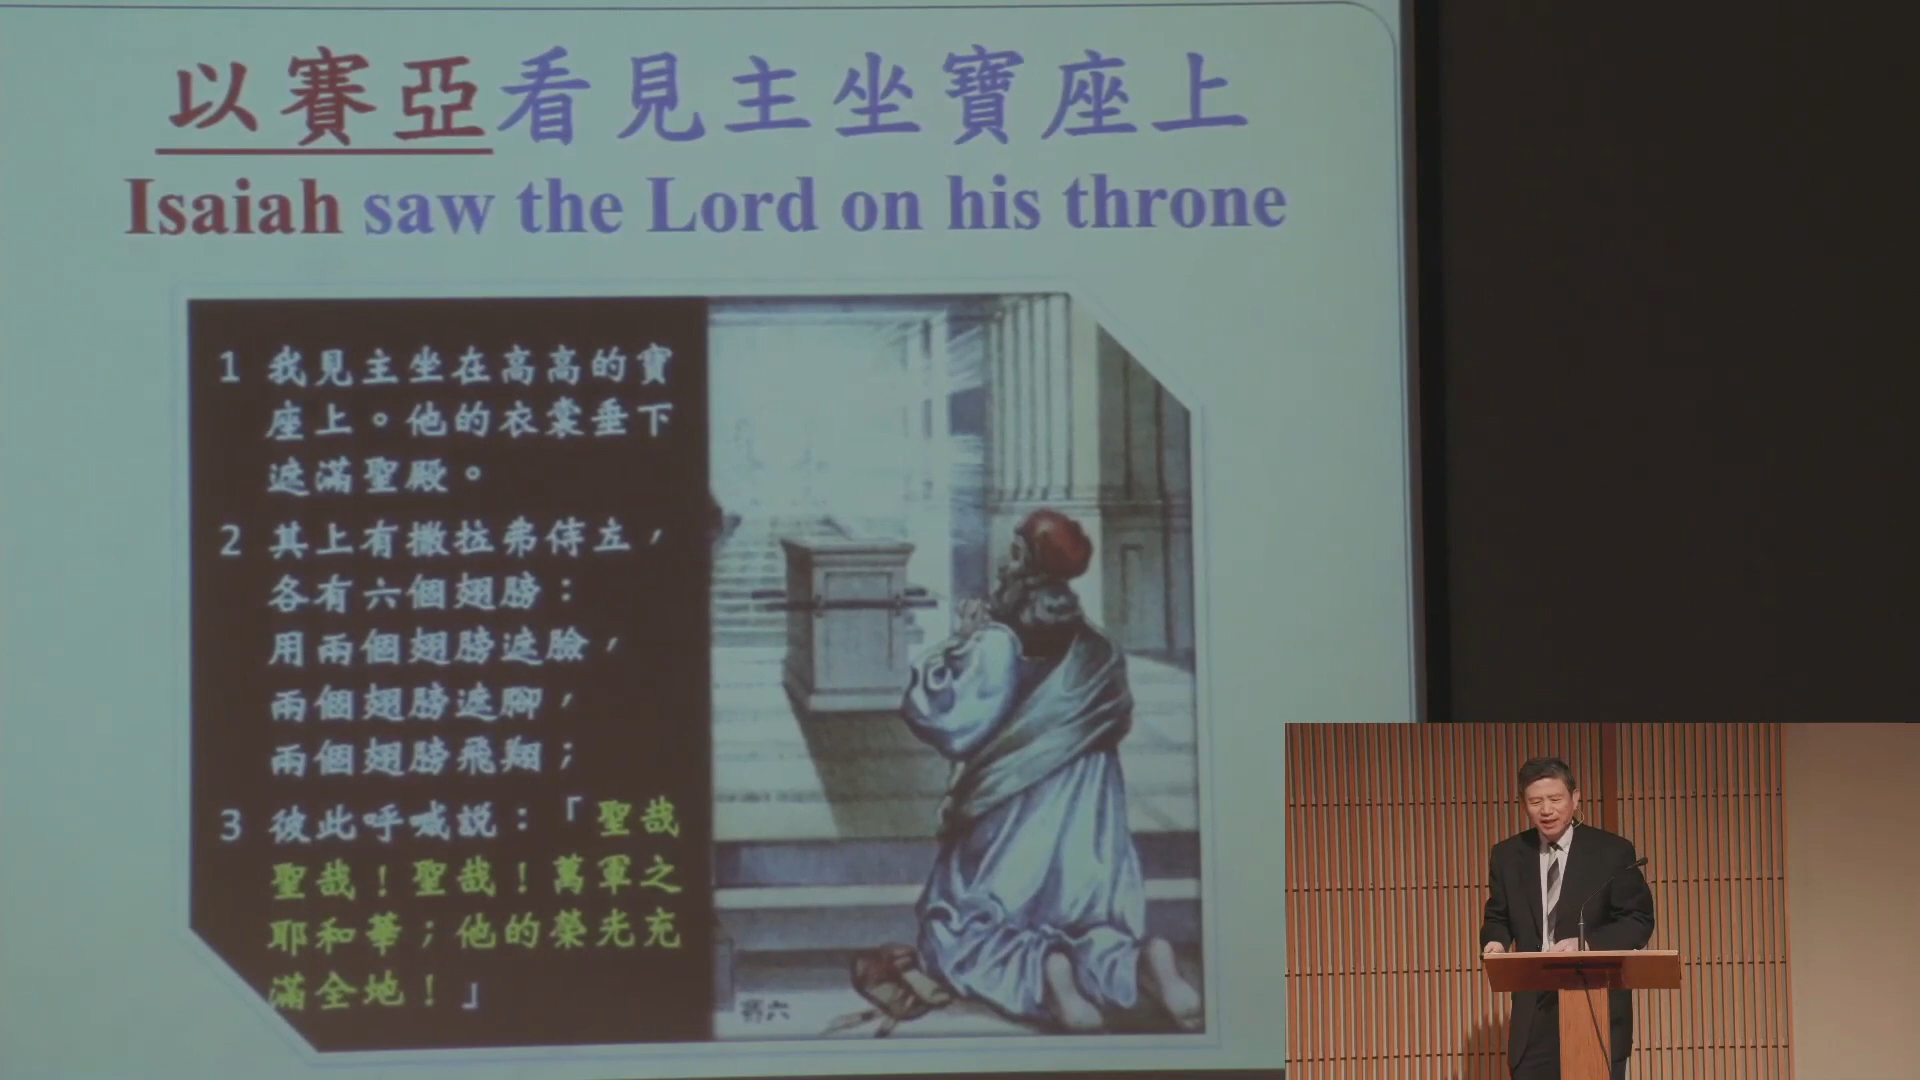 以賽亞看見主坐寶座上
Isaiah saw the Lord on his throne
1 我見主坐在高高的寶
座上。他的衣裳垂下
遮滿聖殿。
2 其上有撒拉弗侍立，
各有六個翅膀：
用兩個翅膀遮臉，
兩個翅膀遮腳，
兩個翅膀飛翔；
3 彼此呼喊説：「聖哉
聖哉！聖哉！萬軍之
耶和華；他的榮光充
滿全地！」
賽六